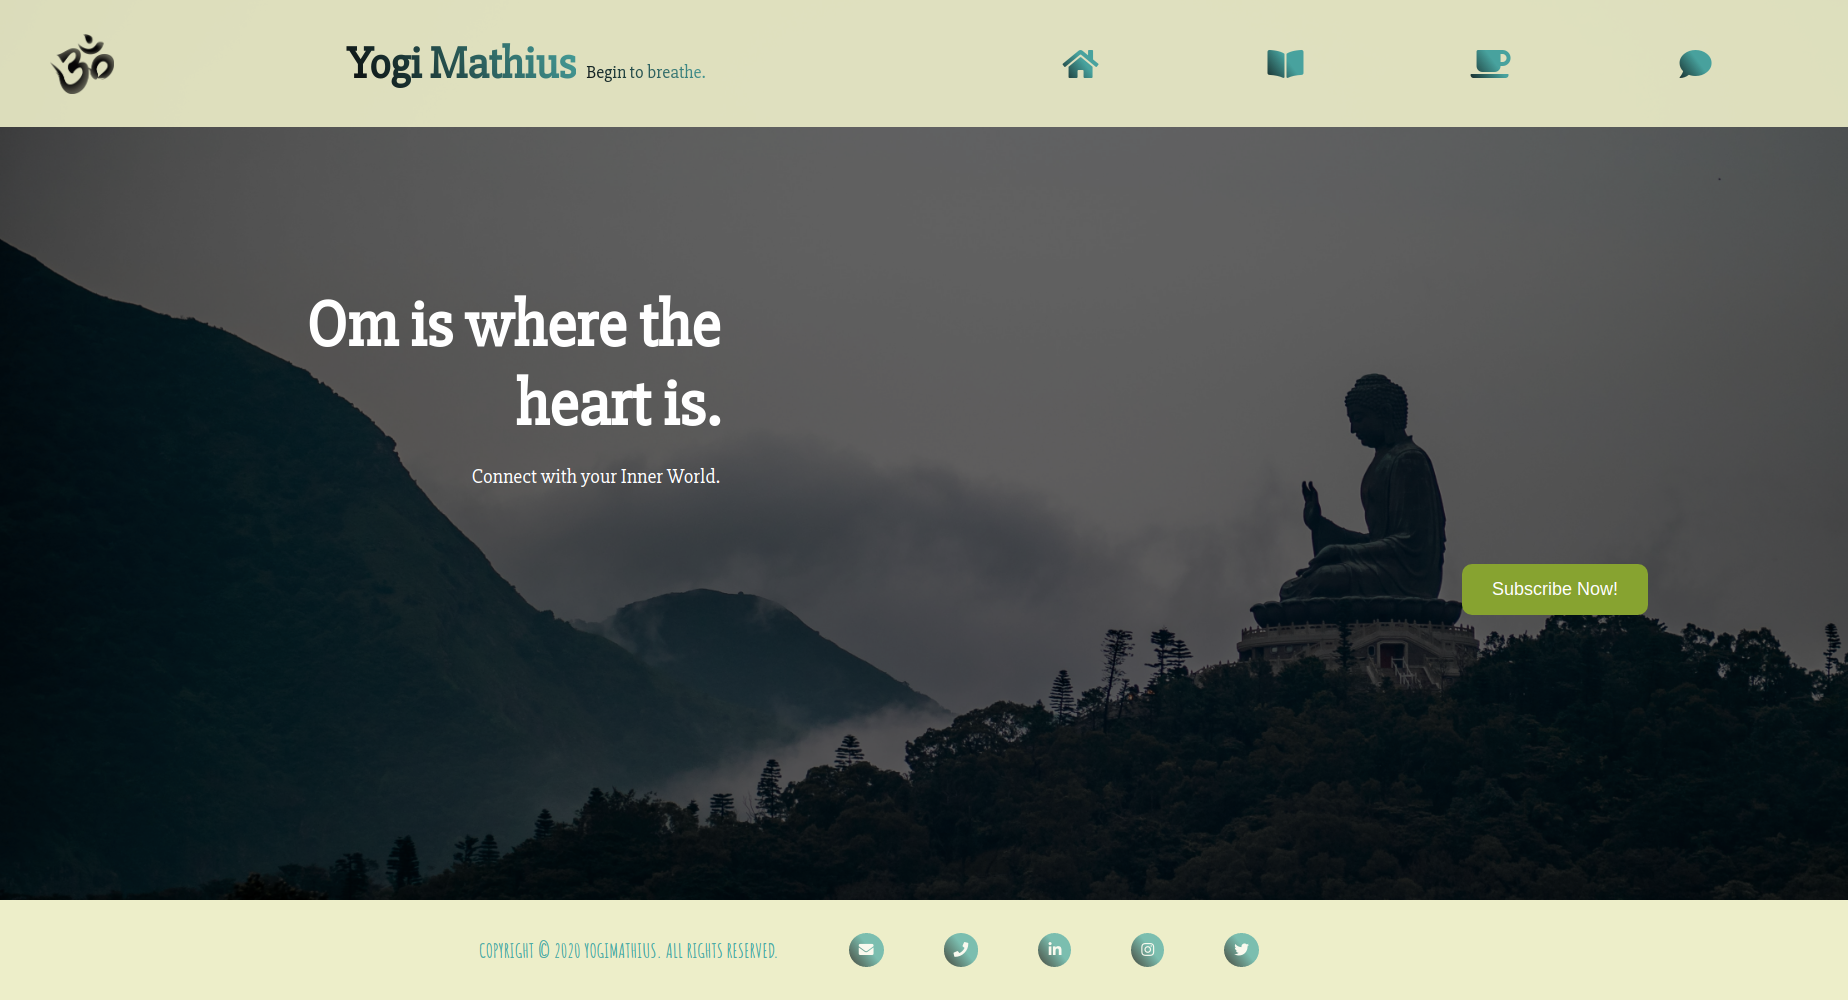 ॐ
Yogi Mathius Begin to breathe.
Om is where the
heart is.
Connect with your Inner World.
Subscribe Now!
COPYRIGHT © 2020 YOGIMATHIUS. ALL RIGHTS RESERVED.